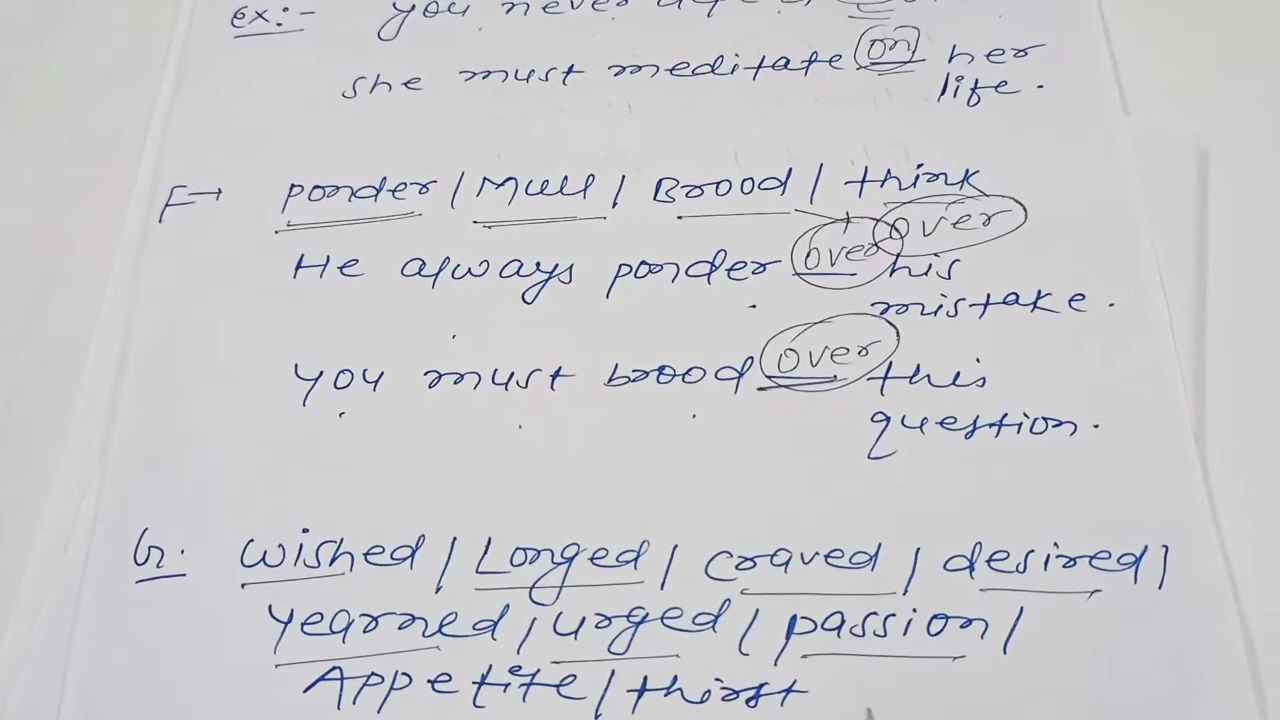 ex:- you never
she must meditate on her
life.
F→ ponder / Mull / Brood / think
over
He always ponder over his
mistake.
You must brood over this
question.
G. wished / Longed / craved / desired /
Yearned / urged / passion /
Appetite / thirst